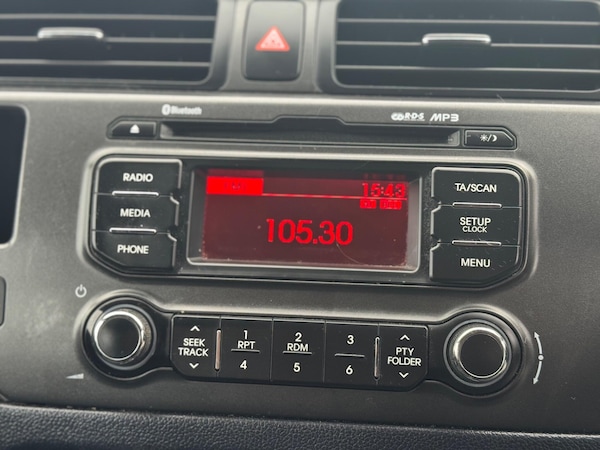 Bluetooth
RDS MP3
RADIO
MEDIA
PHONE
15:43
105.30
TA/SCAN
SETUP
CLOCK
MENU
SEEK
TRACK
1
RPT
4
2
RDM
5
3
6
PTY
FOLDER